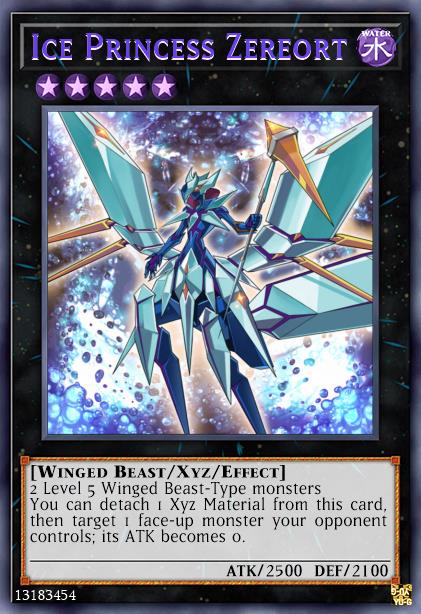 Ice Princess Zereort
WATER
水
[Winged Beast/Xyz/Effect]
2 Level 5 Winged Beast-Type monsters
You can detach 1 Xyz Material from this card,
then target 1 face-up monster your opponent
controls; its ATK becomes 0.
ATK/2500 DEF/2100
13183454